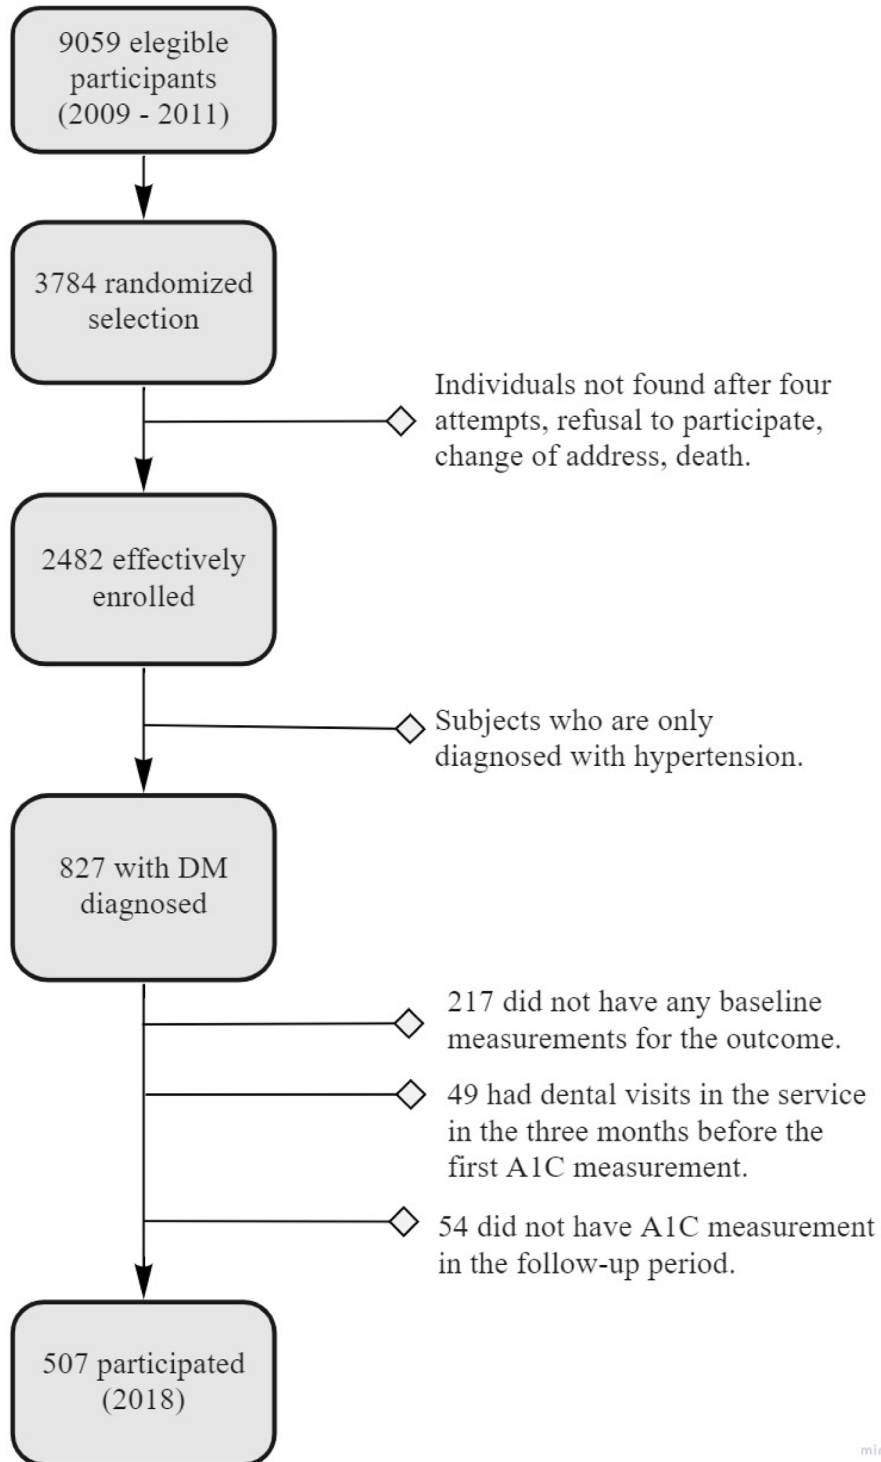 9059 elegible
participants
(2009 - 2011)
3784 randomized
selection
Individuals not found after four
attempts, refusal to participate,
change of address, death.
2482 effectively
enrolled
Subjects who are only
diagnosed with hypertension.
827 with DM
diagnosed
217 did not have any baseline
measurements for the outcome.
49 had dental visits in the service
in the three months before the
first A1C measurement.
54 did not have A1C measurement
in the follow-up period.
507 participated
(2018)